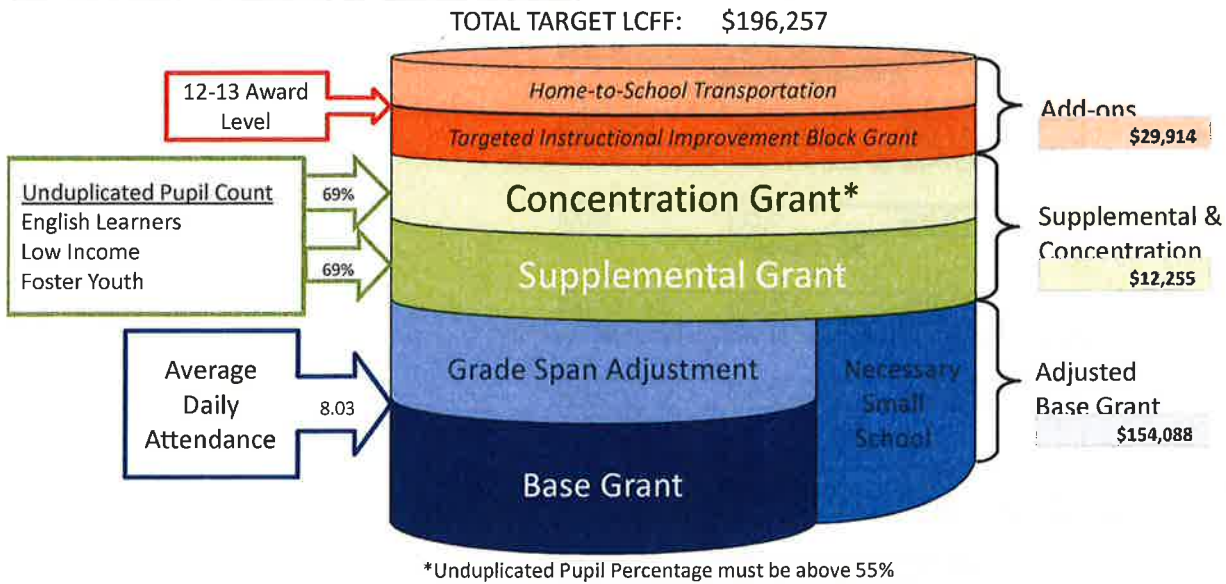 TOTAL TARGET LCFF: $196,257
12-13 Award
Level
Home-to-School Transportation
Targeted Instructional Improvement Block Grant
Add-ons
$29,914
Unduplicated Pupil Count
English Learners
Low Income
Foster Youth
69%
69%
Concentration Grant*
Supplemental Grant
Supplemental &
Concentration
$12,255
Average
Daily
Attendance
8.03
Grade Span Adjustment
Base Grant
Necessary
Small
School
Adjusted
Base Grant
$154,088
*Unduplicated Pupil Percentage must be above 55%